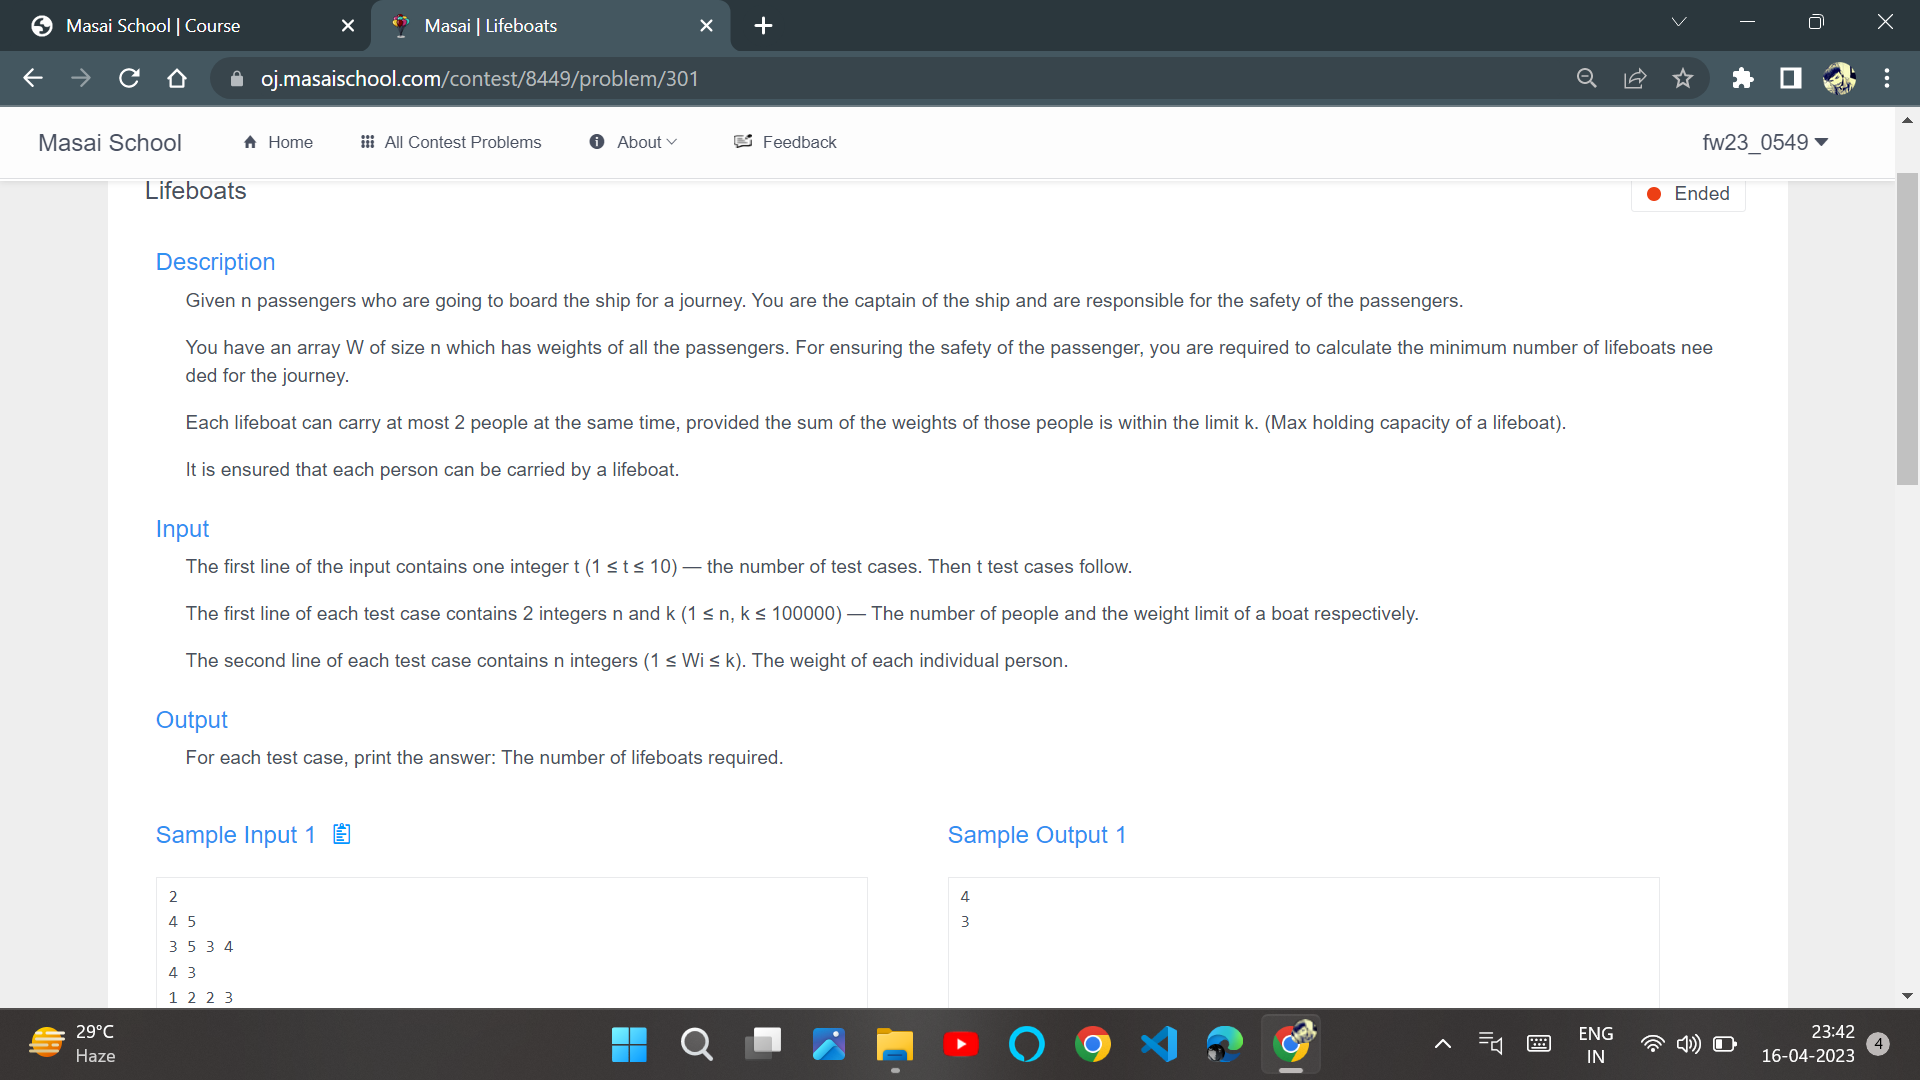 Masai School | Course
Masai | Lifeboats
oj.masaischool.com/contest/8449/problem/301
Masai School
Home
All Contest Problems
About
Feedback
fw23_0549
Lifeboats
Ended
Description
Given n passengers who are going to board the ship for a journey. You are the captain of the ship and are responsible for the safety of the passengers.
You have an array W of size n which has weights of all the passengers. For ensuring the safety of the passenger, you are required to calculate the minimum number of lifeboats nee
ded for the journey.
Each lifeboat can carry at most 2 people at the same time, provided the sum of the weights of those people is within the limit k. (Max holding capacity of a lifeboat).
It is ensured that each person can be carried by a lifeboat.
Input
The first line of the input contains one integer t (1 ≤ t ≤ 10) — the number of test cases. Then t test cases follow.
The first line of each test case contains 2 integers n and k (1 ≤ n, k ≤ 100000) — The number of people and the weight limit of a boat respectively.
The second line of each test case contains n integers (1 ≤ Wi ≤ k). The weight of each individual person.
Output
For each test case, print the answer: The number of lifeboats required.
Sample Input 1
2
4 5
3 5 3 4
4 3
1 2 2 3
Sample Output 1
4
3
29°C
Haze
ENG
IN
23:42
16-04-2023
4